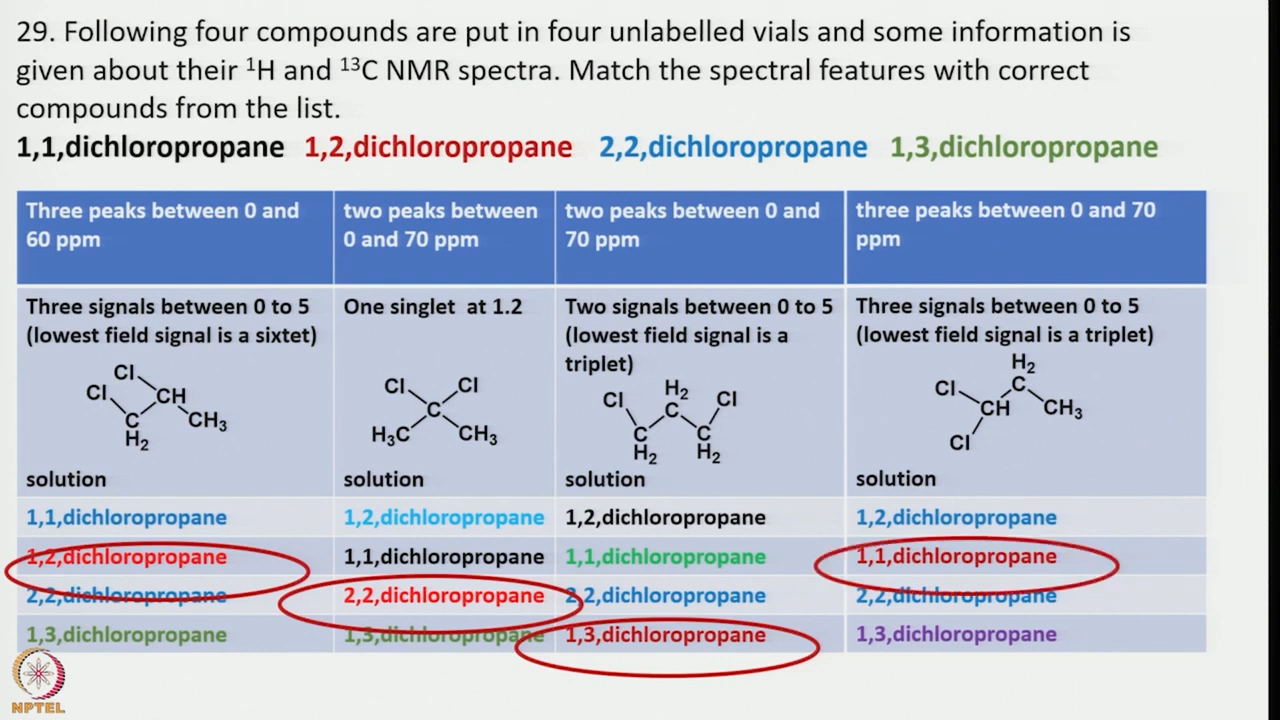 29. Following four compounds are put in four unlabelled vials and some information is
given about their ¹H and ¹³C NMR spectra. Match the spectral features with correct
compounds from the list.
1,1,dichloropropane 1,2,dichloropropane 2,2,dichloropropane 1,3,dichloropropane
Three peaks between 0 and
60 ppm
two peaks between
0 and 70 ppm
two peaks between 0 and
70 ppm
three peaks between 0 and 70
ppm
Three signals between 0 to 5
(lowest field signal is a sixtet)
Cl
Cl
CH
C
H₂
CH₃
solution
One singlet at 1.2
Cl
Cl
C
H₃C
CH₃
solution
Two signals between 0 to 5
(lowest field signal is a
triplet)
H₂
Cl
C
Cl
C
C
H₂
H₂
solution
Three signals between 0 to 5
(lowest field signal is a triplet)
H₂
Cl
C
CH
CH₃
Cl
solution
1,1,dichloropropane 1,2,dichloropropane 1,2,dichloropropane 1,2,dichloropropane
1,2,dichloropropane 1,1,dichloropropane 1,1,dichloropropane 1,1,dichloropropane
2,2,dichloropropane 2,2,dichloropropane 2,2,dichloropropane 2,2,dichloropropane
1,3,dichloropropane 1,3,dichloropropane 1,3,dichloropropane 1,3,dichloropropane
NPTEL